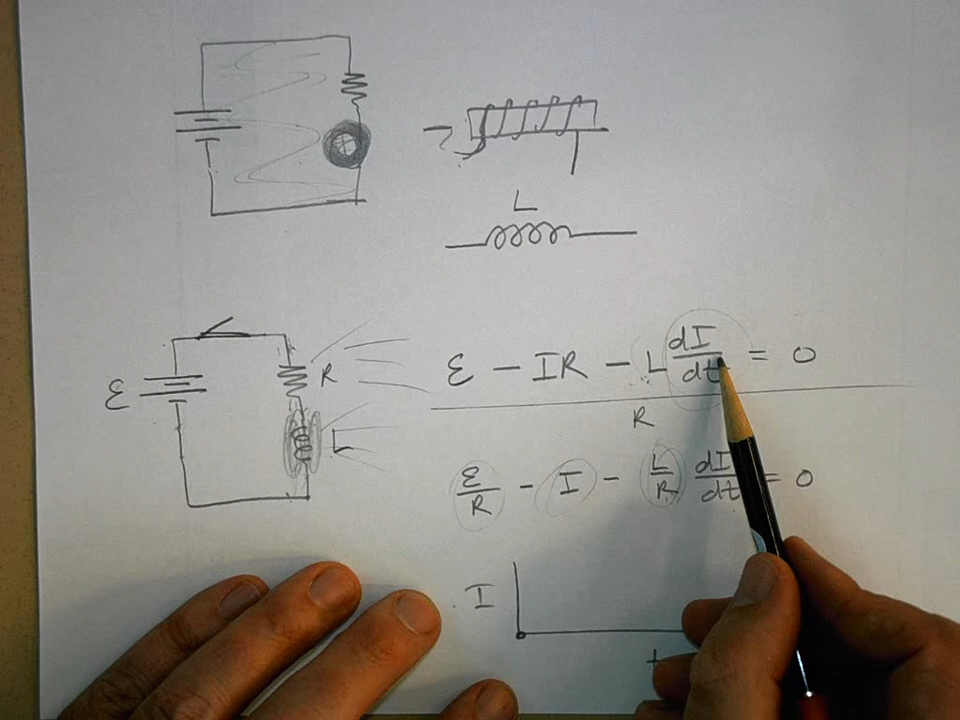 L
ℰ
R
L
ℰ - IR - L dI/dt = 0
R
ℰ/R - I - L/R dI/dt = 0
I
t